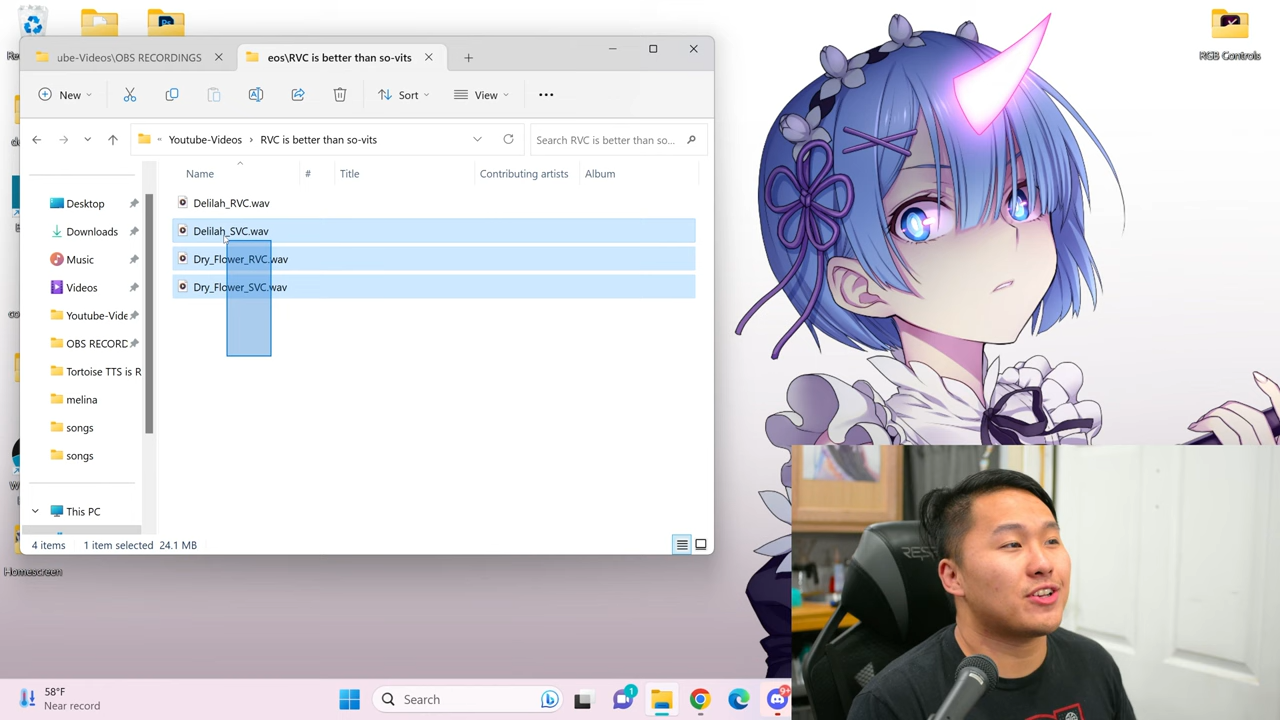 ube-Videos\OBS RECORDINGS
eos\RVC is better than so-vits
RGB Controls
New
Sort
View
Youtube-Videos
RVC is better than so-vits
Search RVC is better than so...
Name
#
Title
Contributing artists
Album
Desktop
Downloads
Music
Videos
Youtube-Vide
OBS RECORD
Tortoise TTS is R
melina
songs
songs
This PC
Delilah_RVC.wav
Delilah_SVC.wav
Dry_Flower_RVC.wav
Dry_Flower_SVC.wav
4 items
1 item selected 24.1 MB
Homescreen
58°F
Near record
Search
1
9+